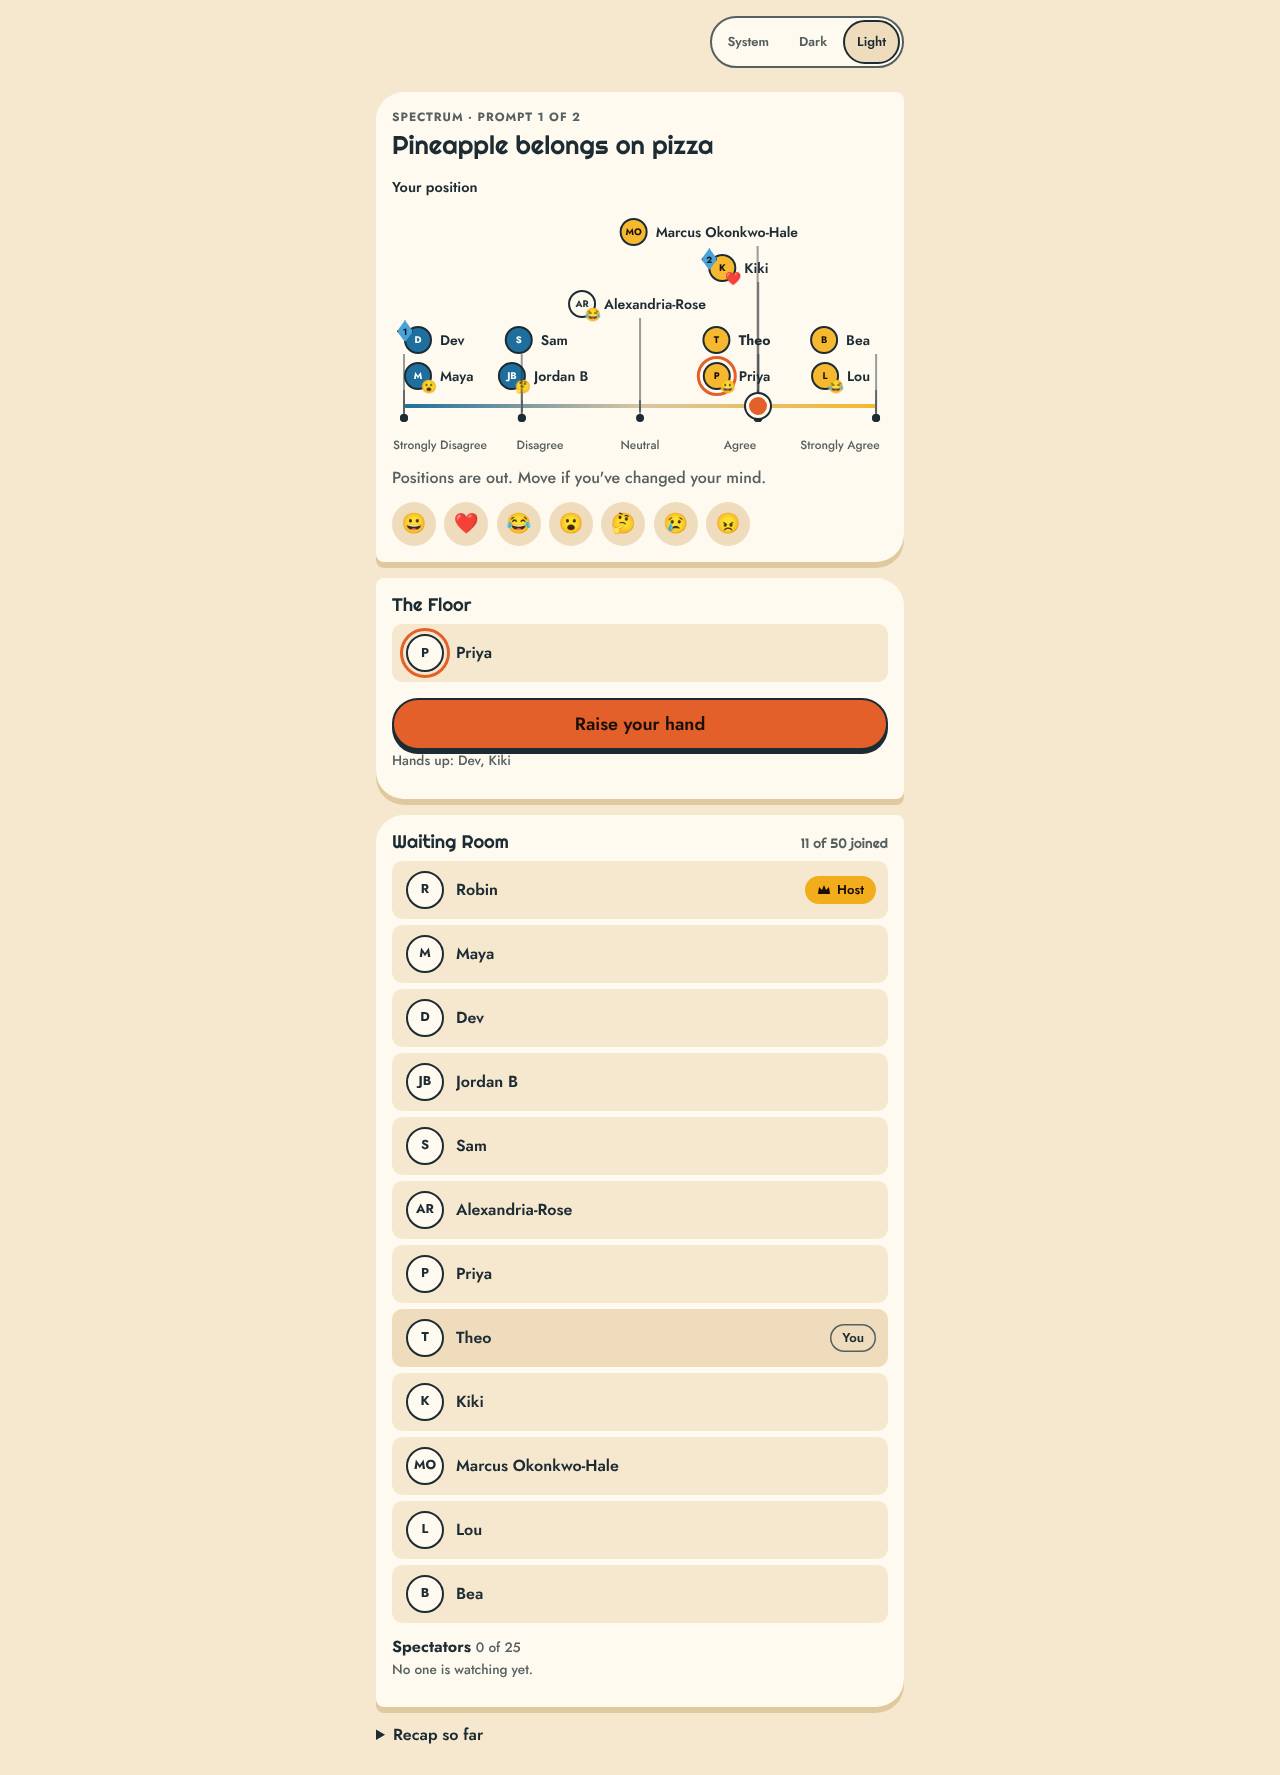 System Dark Light
SPECTRUM · PROMPT 1 OF 2
Pineapple belongs on pizza
Your position
MO Marcus Okonkwo-Hale
2 K Kiki
AR Alexandria-Rose
1 D Dev S Sam T Theo B Bea
M Maya JB Jordan B P Priya L Lou
Strongly Disagree Disagree Neutral Agree Strongly Agree
Positions are out. Move if you've changed your mind.
The Floor
P Priya
Raise your hand
Hands up: Dev, Kiki
Waiting Room 11 of 50 joined
R Robin Host
M Maya
D Dev
JB Jordan B
S Sam
AR Alexandria-Rose
P Priya
T Theo You
K Kiki
MO Marcus Okonkwo-Hale
L Lou
B Bea
Spectators 0 of 25
No one is watching yet.
Recap so far